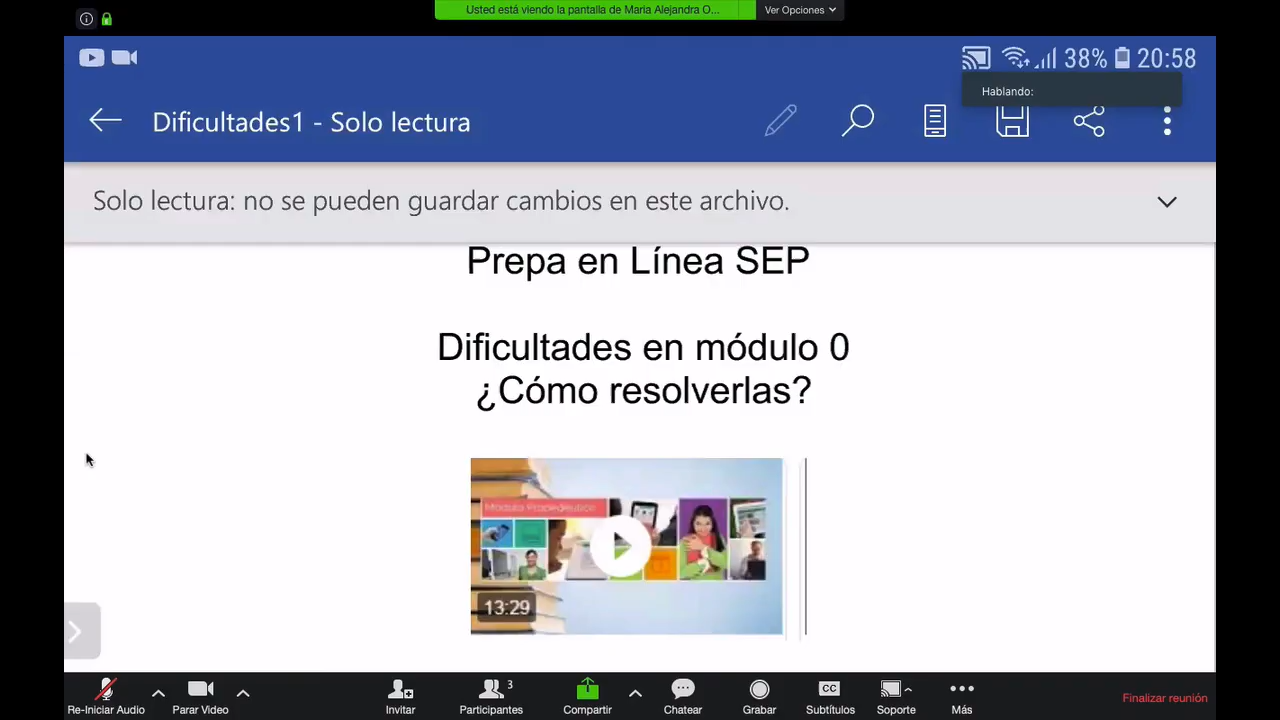 Usted está viendo la pantalla de Maria Alejandra O...
Ver Opciones
38% 20:58
Hablando:
Dificultades1 - Solo lectura
Solo lectura: no se pueden guardar cambios en este archivo.
Prepa en Línea SEP
Dificultades en módulo 0
¿Cómo resolverlas?
Módulo Propedéutico
13:29
3
CC
Re-Iniciar Audio
Parar Video
Invitar
Participantes
Compartir
Chatear
Grabar
Subtítulos
Soporte
Más
Finalizar reunión